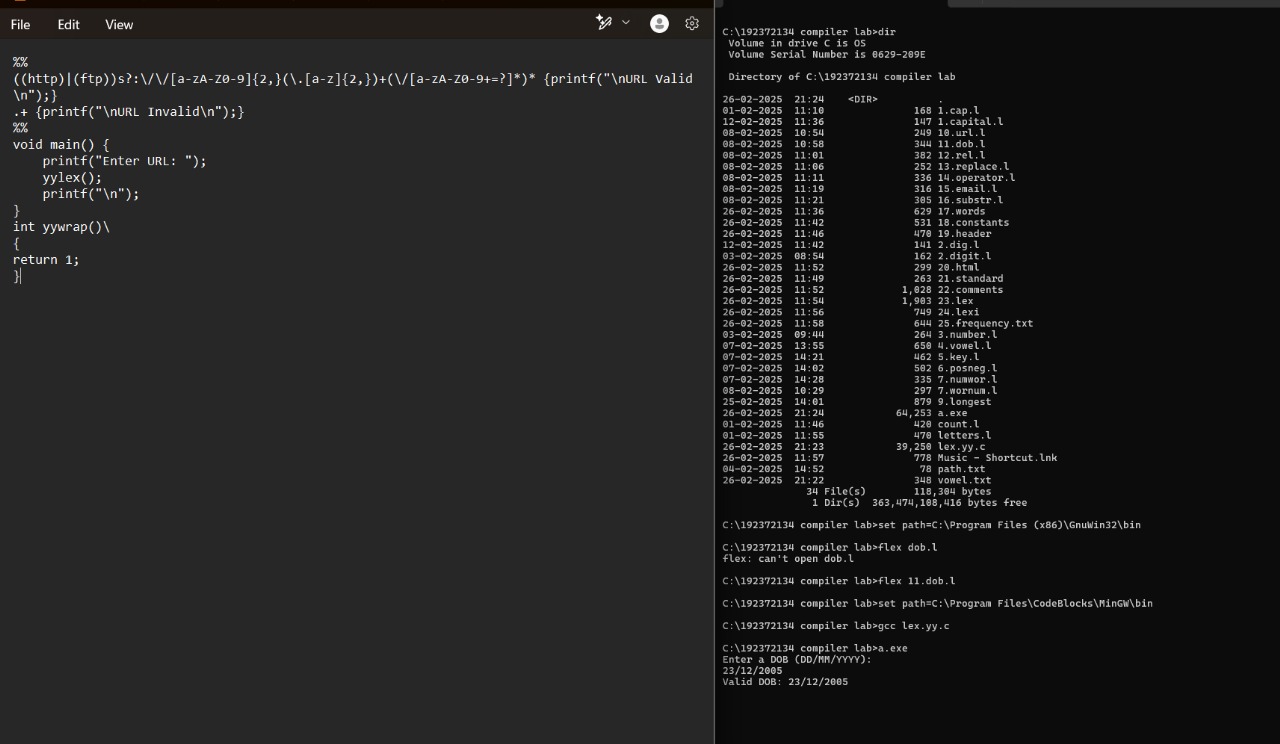 File Edit View
%%
((http)|(ftp))s?:\/\/[a-zA-Z0-9]{2,}(\.[a-z]{2,})+(\/[a-zA-Z0-9+=?]*)* {printf("\nURL Valid
\n");}
.+ {printf("\nURL Invalid\n");}
%%
void main() {
    printf("Enter URL: ");
    yylex();
    printf("\n");
}
int yywrap()\
{
return 1;
}
C:\192372134 compiler lab>dir
 Volume in drive C is OS
 Volume Serial Number is 0629-209E
 Directory of C:\192372134 compiler lab
26-02-2025  21:24    <DIR>          .
01-02-2025  11:10               168 1.cap.l
12-02-2025  11:36               147 1.capital.l
08-02-2025  10:54               249 10.url.l
08-02-2025  10:58               344 11.dob.l
08-02-2025  11:01               382 12.rel.l
08-02-2025  11:06               252 13.replace.l
08-02-2025  11:11               336 14.operator.l
08-02-2025  11:19               316 15.email.l
08-02-2025  11:21               305 16.substr.l
26-02-2025  11:36               629 17.words
26-02-2025  11:42               531 18.constants
26-02-2025  11:46               470 19.header
12-02-2025  11:42               141 2.dig.l
03-02-2025  08:54               162 2.digit.l
26-02-2025  11:52               299 20.html
26-02-2025  11:49               263 21.standard
26-02-2025  11:52             1,028 22.comments
26-02-2025  11:54             1,903 23.lex
26-02-2025  11:56               749 24.lexi
26-02-2025  11:58               644 25.frequency.txt
03-02-2025  09:44               264 3.number.l
07-02-2025  13:55               650 4.vowel.l
07-02-2025  14:21               462 5.key.l
07-02-2025  14:02               502 6.posneg.l
07-02-2025  14:28               335 7.numwor.l
08-02-2025  10:29               297 7.wornum.l
25-02-2025  14:01               879 9.longest
26-02-2025  21:24            64,253 a.exe
01-02-2025  11:46               420 count.l
01-02-2025  11:55               470 letters.l
26-02-2025  21:23            39,250 lex.yy.c
26-02-2025  11:57               778 Music - Shortcut.lnk
04-02-2025  14:52                78 path.txt
26-02-2025  21:22               348 vowel.txt
              34 File(s)        118,304 bytes
               1 Dir(s)  363,474,108,416 bytes free
C:\192372134 compiler lab>set path=C:\Program Files (x86)\GnuWin32\bin
C:\192372134 compiler lab>flex dob.l
flex: can't open dob.l
C:\192372134 compiler lab>flex 11.dob.l
C:\192372134 compiler lab>set path=C:\Program Files\CodeBlocks\MinGW\bin
C:\192372134 compiler lab>gcc lex.yy.c
C:\192372134 compiler lab>a.exe
Enter a DOB (DD/MM/YYYY):
23/12/2005
Valid DOB: 23/12/2005